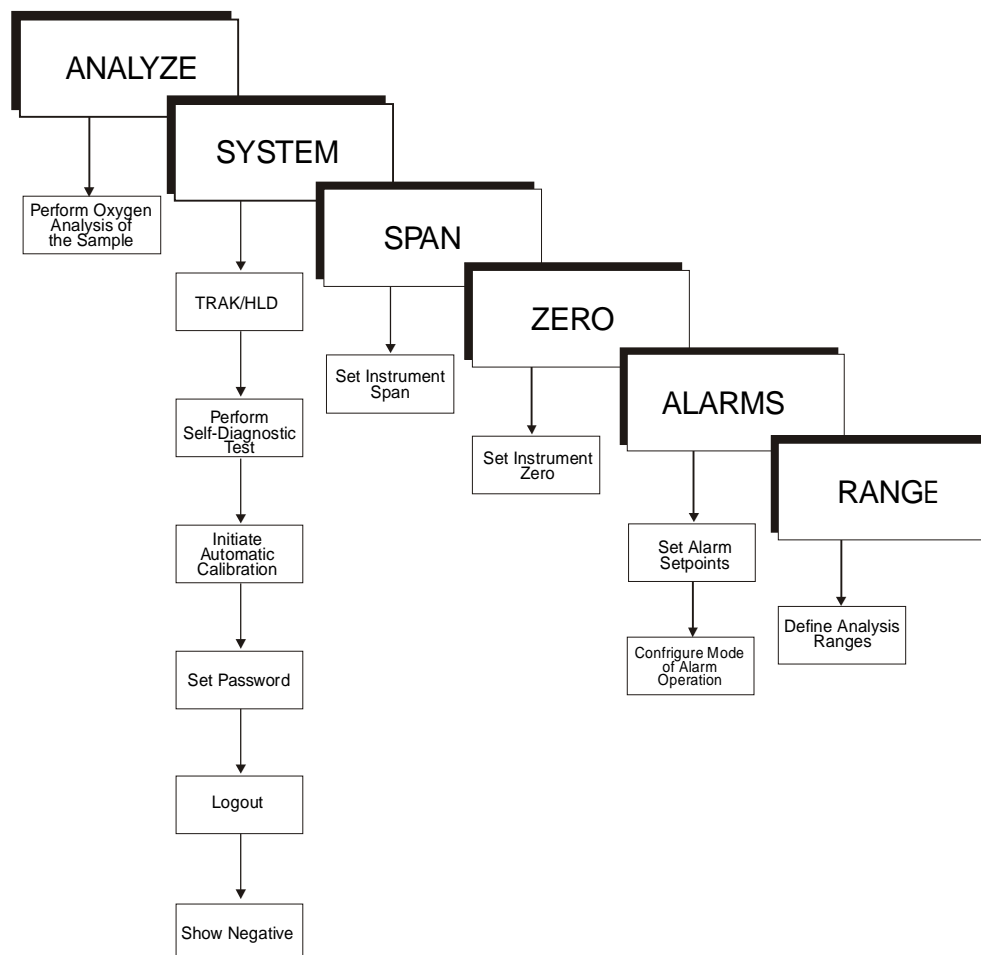 ANALYZE
Perform Oxygen
Analysis of
the Sample
SYSTEM
TRAK/HLD
Perform
Self-Diagnostic
Test
Initiate
Automatic
Calibration
Set Password
Logout
Show Negative
SPAN
Set Instrument
Span
ZERO
Set Instrument
Zero
ALARMS
Set Alarm
Setpoints
Confrigure Mode
of Alarm
Operation
RANGE
Define Analysis
Ranges